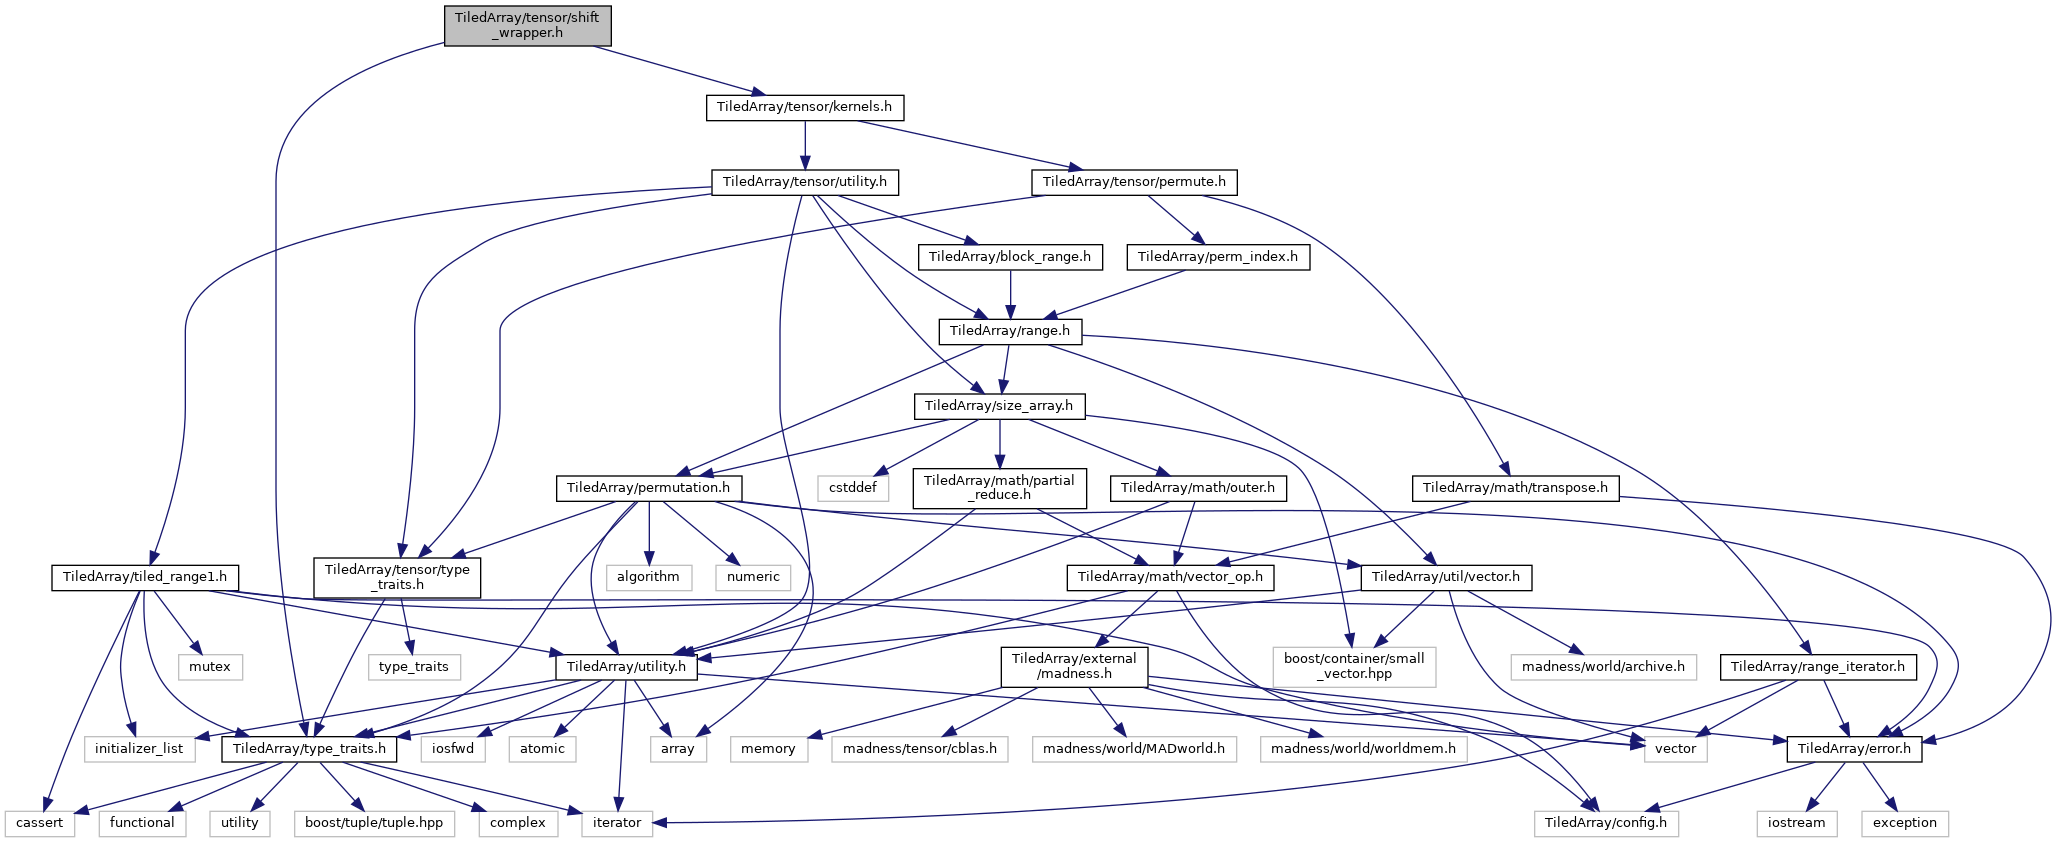 TiledArray/tensor/shift
_wrapper.h
TiledArray/tensor/kernels.h
TiledArray/tensor/utility.h
TiledArray/tensor/permute.h
TiledArray/block_range.h
TiledArray/perm_index.h
TiledArray/range.h
TiledArray/size_array.h
TiledArray/permutation.h
cstddef
TiledArray/math/partial
_reduce.h
TiledArray/math/outer.h
TiledArray/math/transpose.h
TiledArray/tiled_range1.h
TiledArray/tensor/type
_traits.h
algorithm
numeric
TiledArray/math/vector_op.h
TiledArray/util/vector.h
mutex
type_traits
TiledArray/utility.h
TiledArray/external
/madness.h
boost/container/small
_vector.hpp
madness/world/archive.h
TiledArray/range_iterator.h
initializer_list
TiledArray/type_traits.h
iosfwd
atomic
array
memory
madness/tensor/cblas.h
madness/world/MADworld.h
madness/world/worldmem.h
vector
TiledArray/error.h
cassert
functional
utility
boost/tuple/tuple.hpp
complex
iterator
TiledArray/config.h
iostream
exception